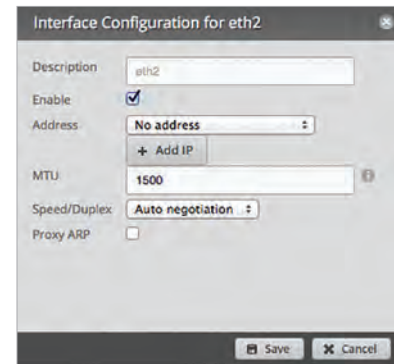 Interface Configuration for eth2
Description eth2
Enable
Address No address
+ Add IP
MTU 1500
Speed/Duplex Auto negotiation
Proxy ARP
Save Cancel